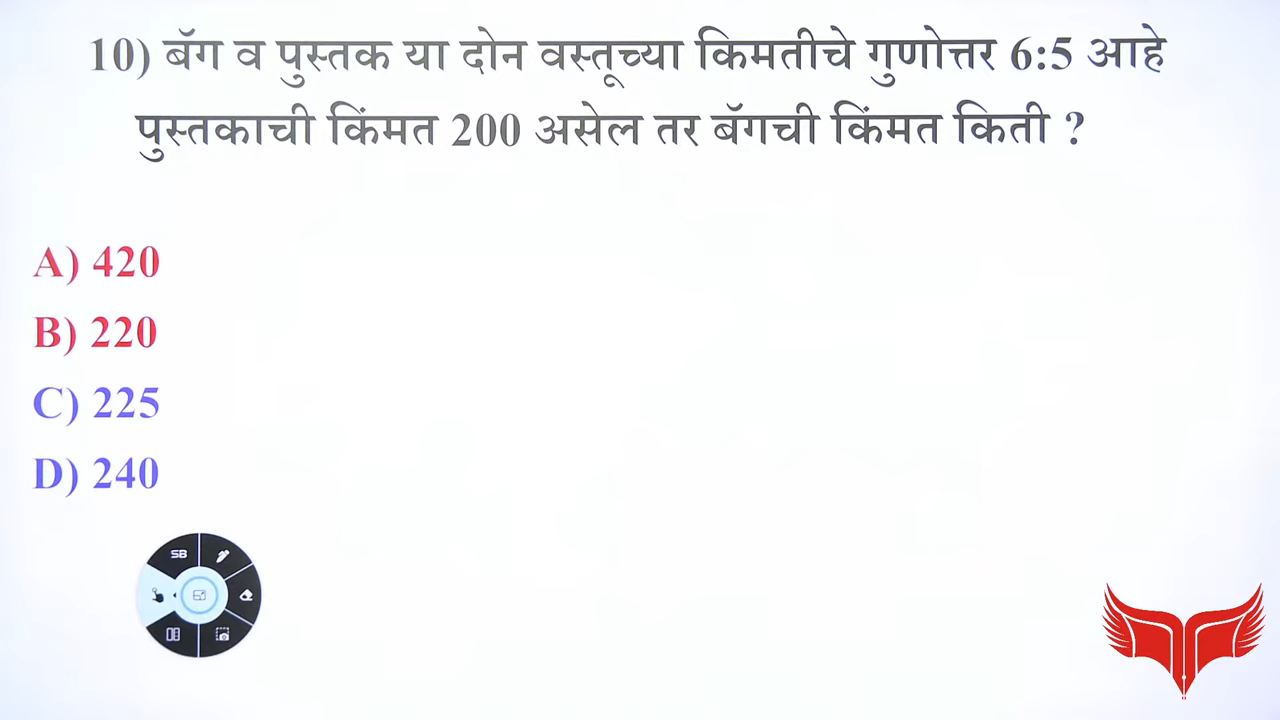 10) बॅग व पुस्तक या दोन वस्तूच्या किमतीचे गुणोत्तर 6:5 आहे
पुस्तकाची किंमत 200 असेल तर बॅगची किंमत किती ?
A) 420
B) 220
C) 225
D) 240
SB